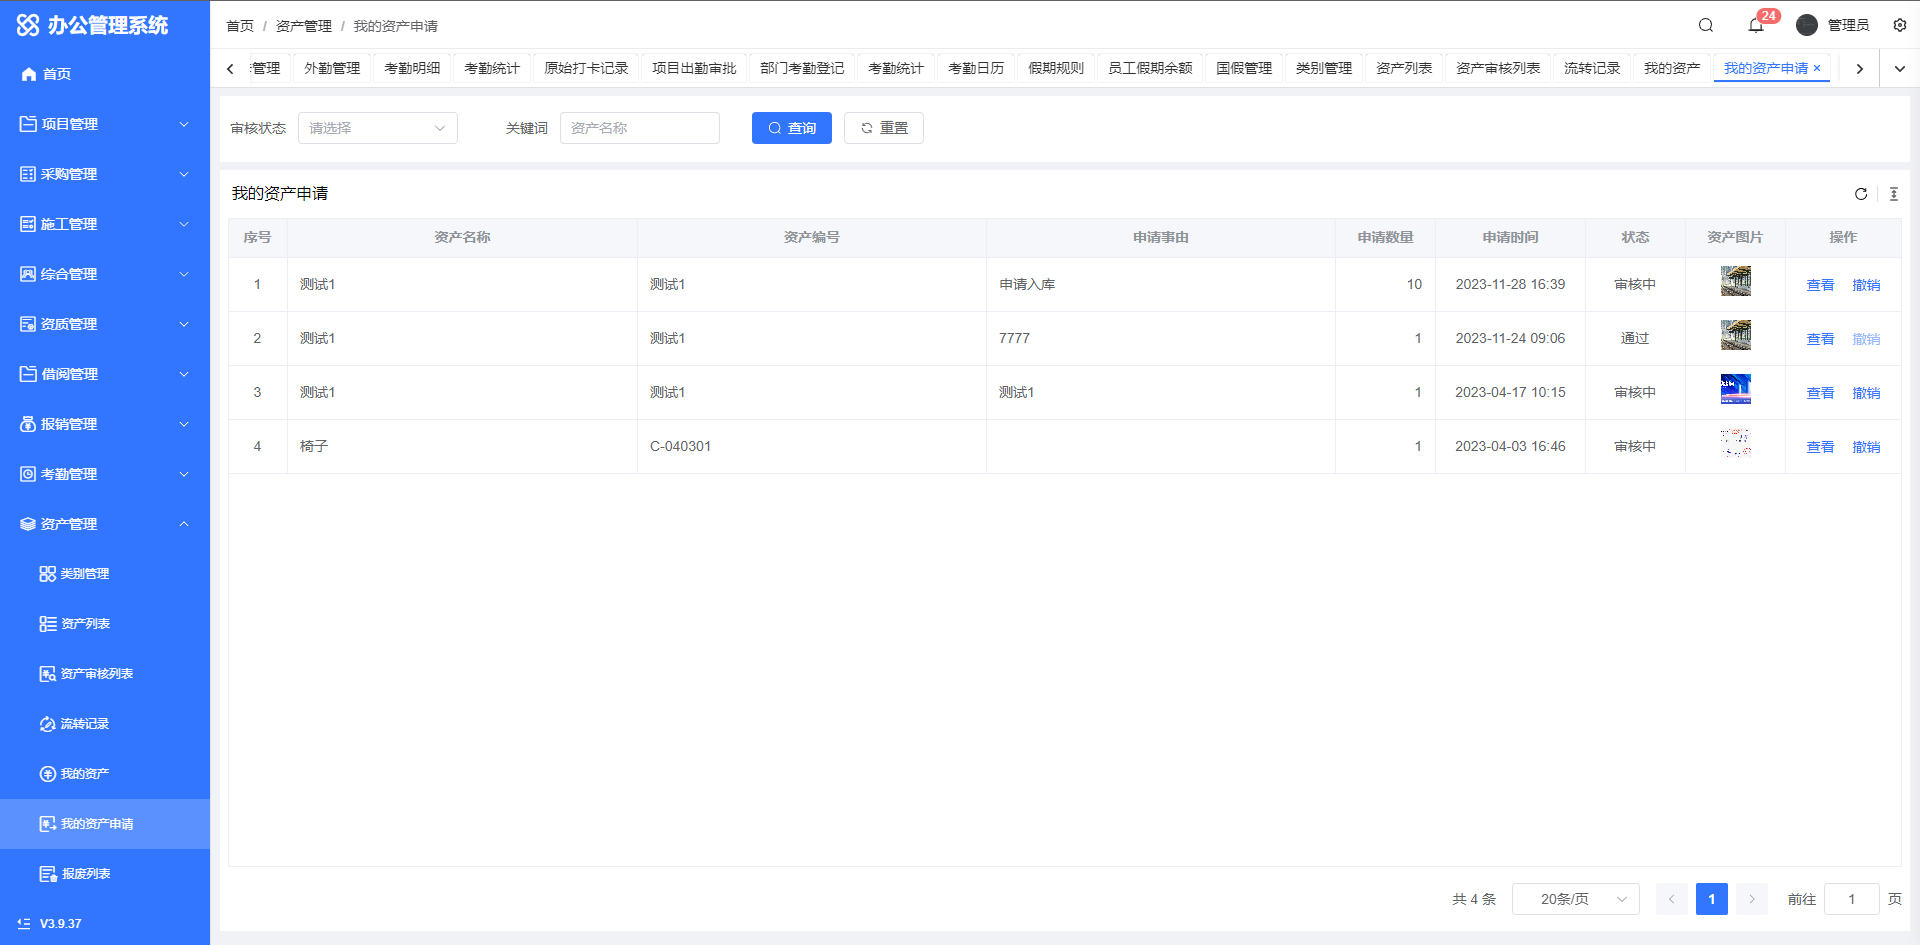 办公管理系统
首页
项目管理
采购管理
施工管理
综合管理
资质管理
借阅管理
报销管理
考勤管理
资产管理
类别管理
资产列表
资产审核列表
流转记录
我的资产
我的资产申请
报废列表
V3.9.37
首页 / 资产管理 / 我的资产申请
24 管理员
管理 外勤管理 考勤明细 考勤统计 原始打卡记录 项目出勤审批 部门考勤登记 考勤统计 考勤日历 假期规则 员工假期余额 国假管理 类别管理 资产列表 资产审核列表 流转记录 我的资产 我的资产申请 ×
审核状态 请选择 关键词 资产名称 查询 重置
我的资产申请
序号 资产名称 资产编号 申请事由 申请数量 申请时间 状态 资产图片 操作
1 测试1 测试1 申请入库 10 2023-11-28 16:39 审核中 查看 撤销
2 测试1 测试1 7777 1 2023-11-24 09:06 通过 查看 撤销
3 测试1 测试1 测试1 1 2023-04-17 10:15 审核中 查看 撤销
4 椅子 C-040301 1 2023-04-03 16:46 审核中 查看 撤销
共 4 条 20条/页 1 前往 1 页